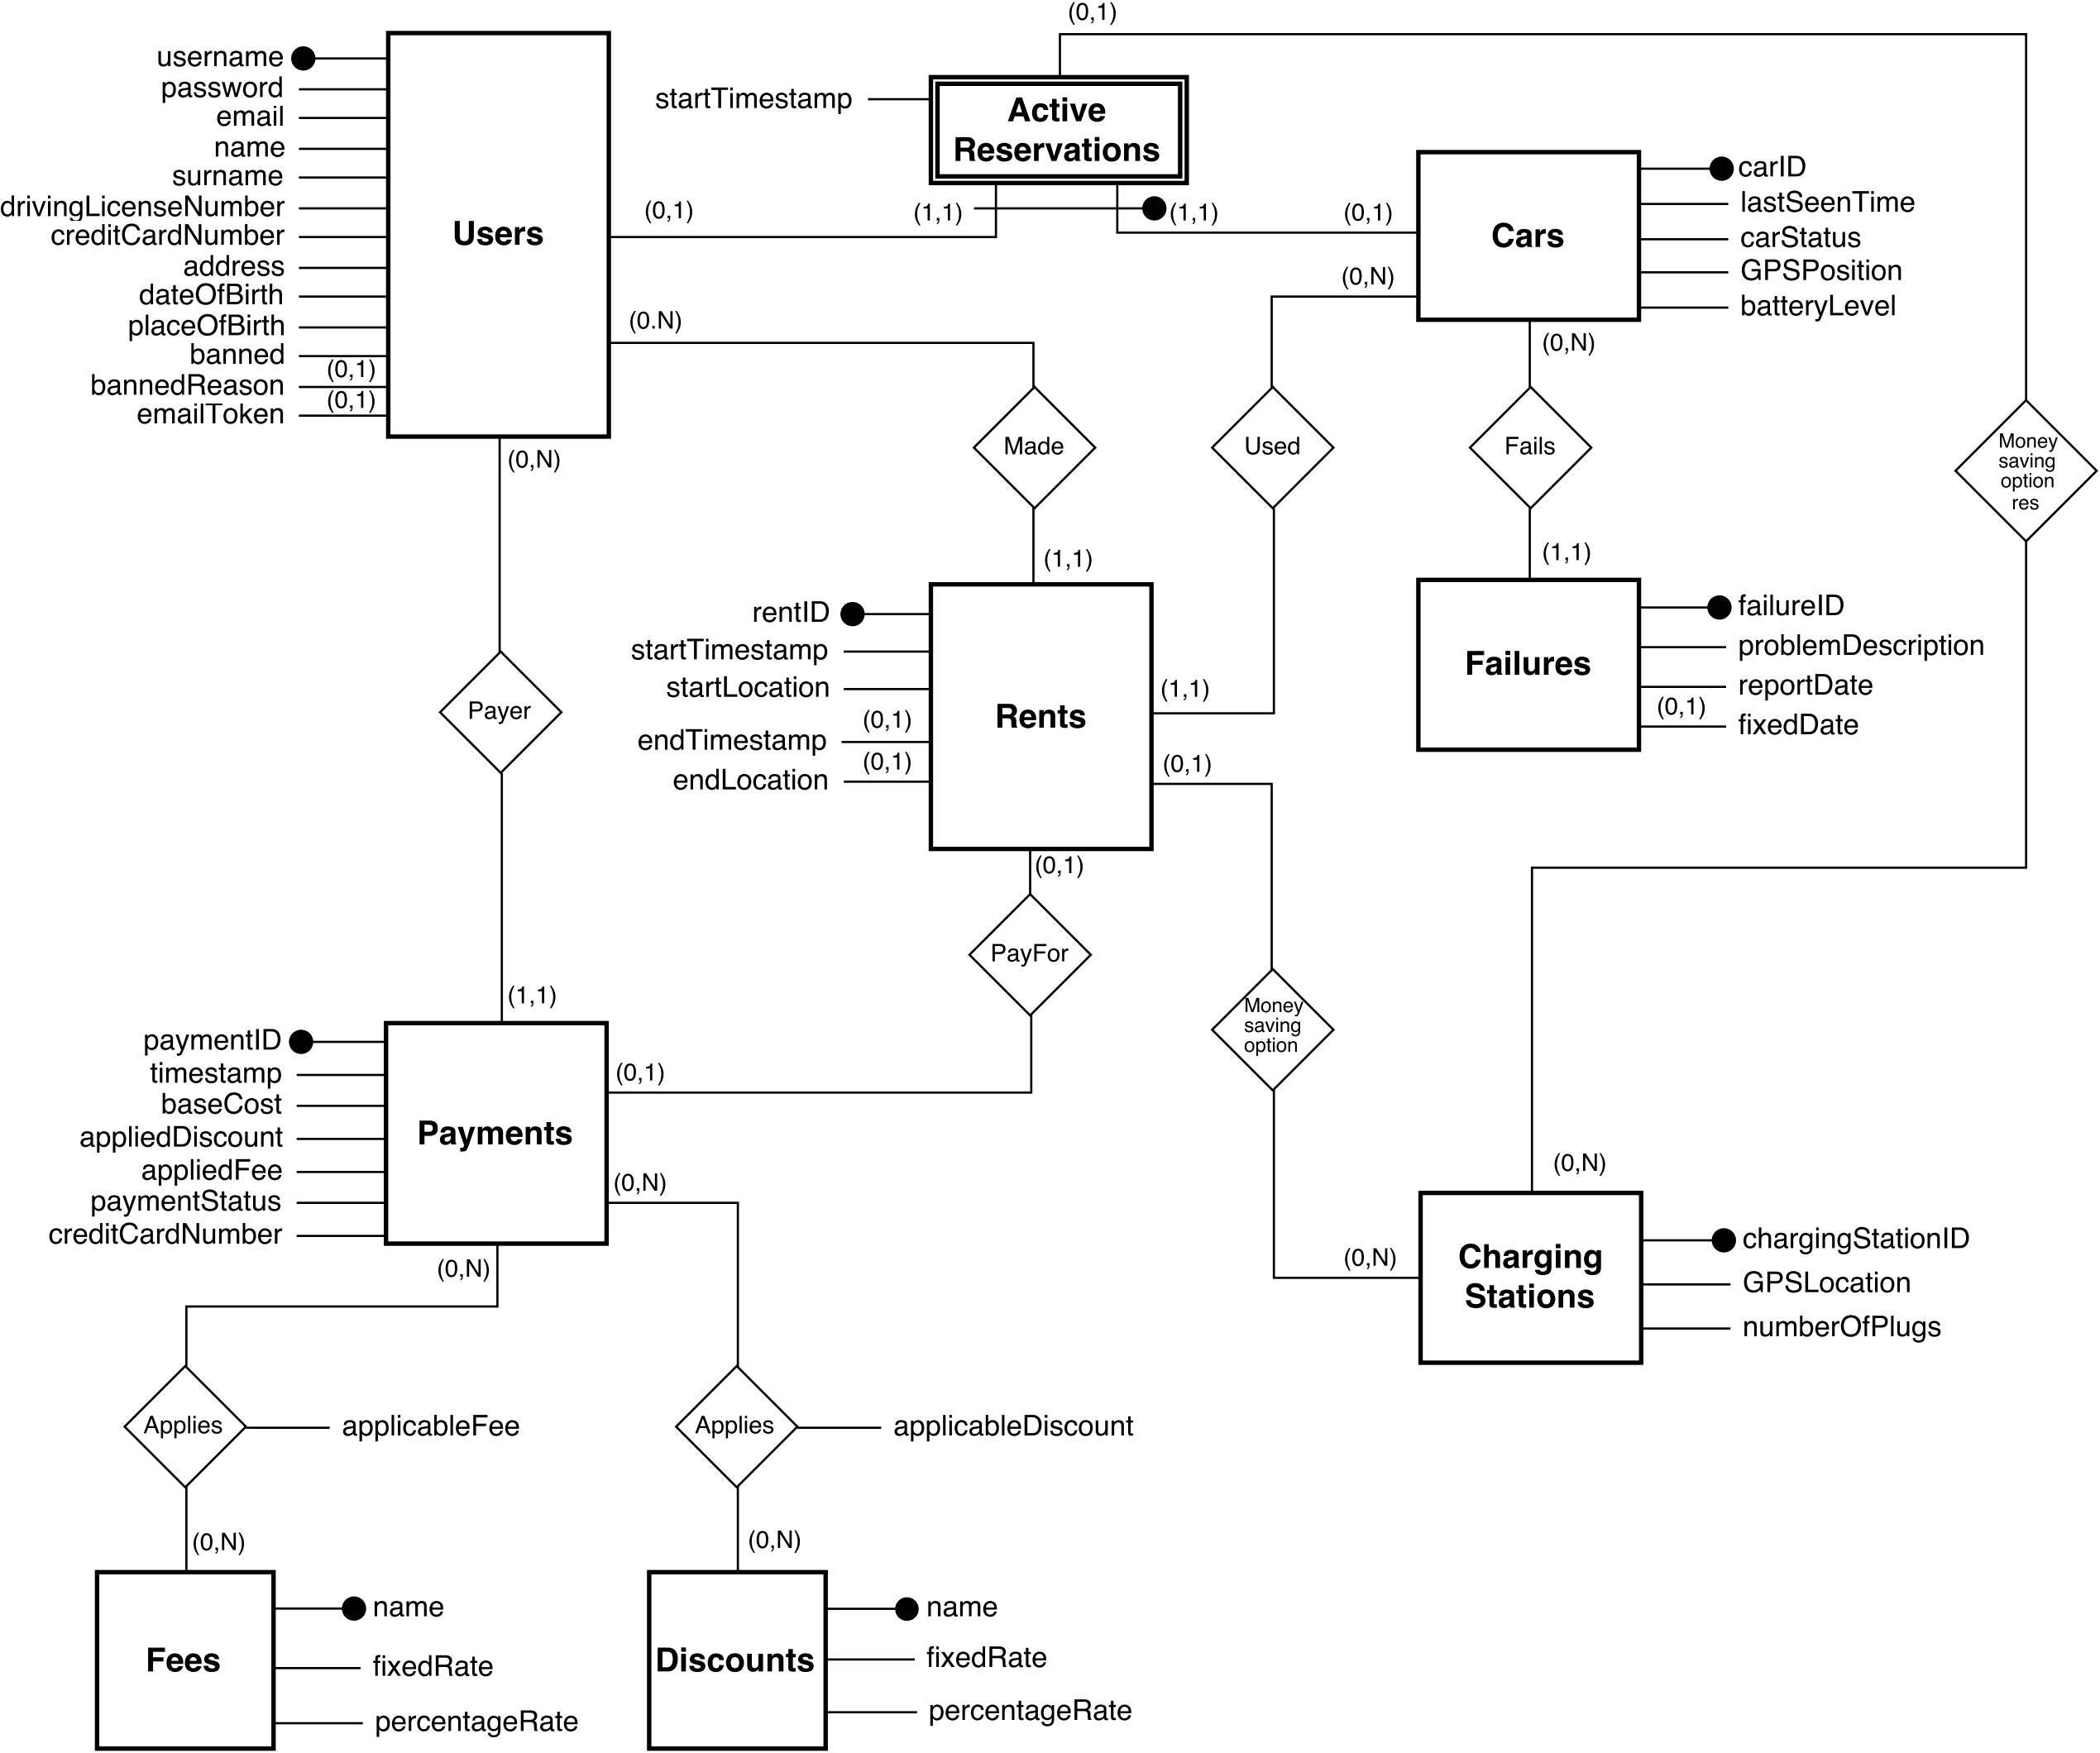 (0,1)
username
password
email
name
surname
drivingLicenseNumber
creditCardNumber
address
dateOfBirth
placeOfBirth
banned
(0,1)
bannedReason
(0,1)
emailToken
Users
(0,1)
(0.N)
(0,N)
startTimestamp
Active
Reservations
(1,1)
(1,1)
(0,1)
(0,N)
Cars
carID
lastSeenTime
carStatus
GPSPosition
batteryLevel
(0,N)
Made
Used
Fails
Money
saving
option
res
(1,1)
(1,1)
rentID
startTimestamp
startLocation
(0,1)
endTimestamp
(0,1)
endLocation
Rents
(1,1)
(0,1)
(0,1)
Failures
failureID
problemDescription
reportDate
(0,1)
fixedDate
Payer
PayFor
Money
saving
option
(1,1)
paymentID
timestamp
baseCost
appliedDiscount
appliedFee
paymentStatus
creditCardNumber
Payments
(0,1)
(0,N)
(0,N)
(0,N)
(0,N)
Charging
Stations
chargingStationID
GPSLocation
numberOfPlugs
Applies
applicableFee
Applies
applicableDiscount
(0,N)
(0,N)
Fees
name
fixedRate
percentageRate
Discounts
name
fixedRate
percentageRate